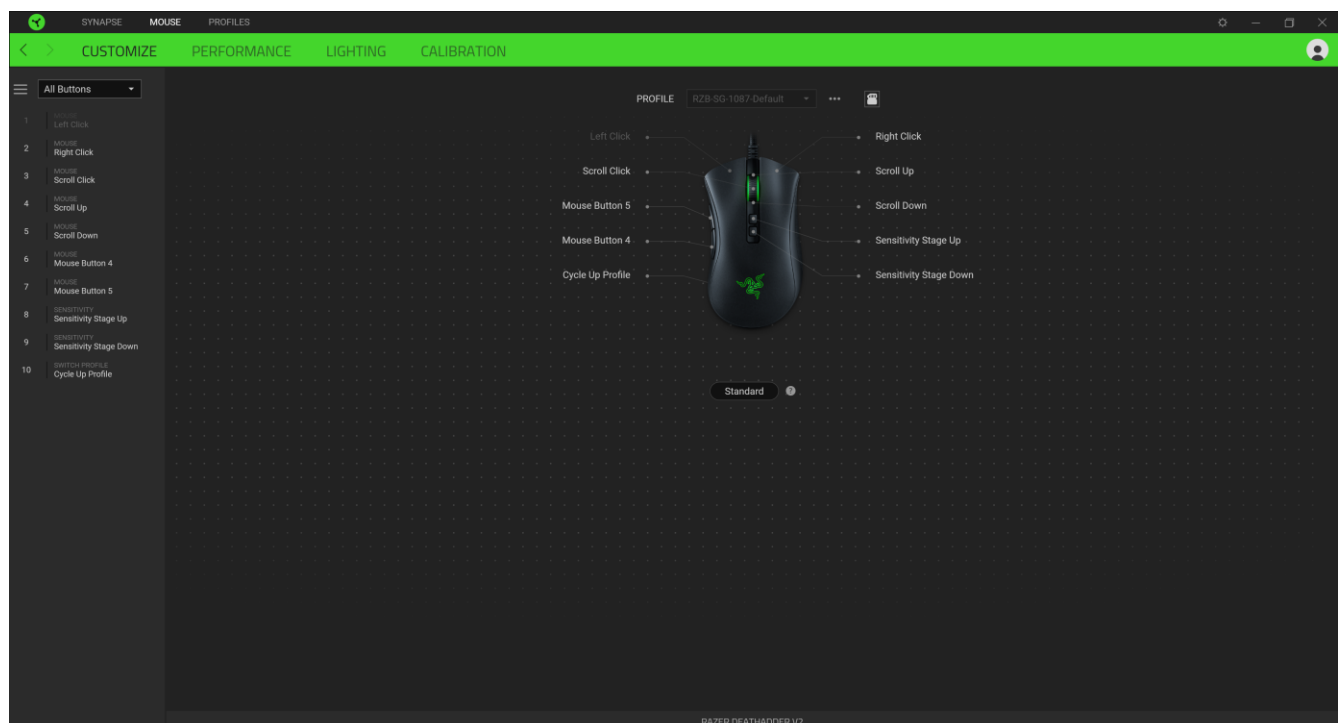 SYNAPSE MOUSE PROFILES
CUSTOMIZE PERFORMANCE LIGHTING CALIBRATION
All Buttons
PROFILE RZB-SG-1087-Default
1 MOUSE
Left Click
2 MOUSE
Right Click
3 MOUSE
Scroll Click
4 MOUSE
Scroll Up
5 MOUSE
Scroll Down
6 MOUSE
Mouse Button 4
7 MOUSE
Mouse Button 5
8 SENSITIVITY
Sensitivity Stage Up
9 SENSITIVITY
Sensitivity Stage Down
10 SWITCH PROFILE
Cycle Up Profile
Left Click Right Click
Scroll Click Scroll Up
Mouse Button 5 Scroll Down
Mouse Button 4 Sensitivity Stage Up
Cycle Up Profile Sensitivity Stage Down
Standard ?
RAZER DEATHADDER V2